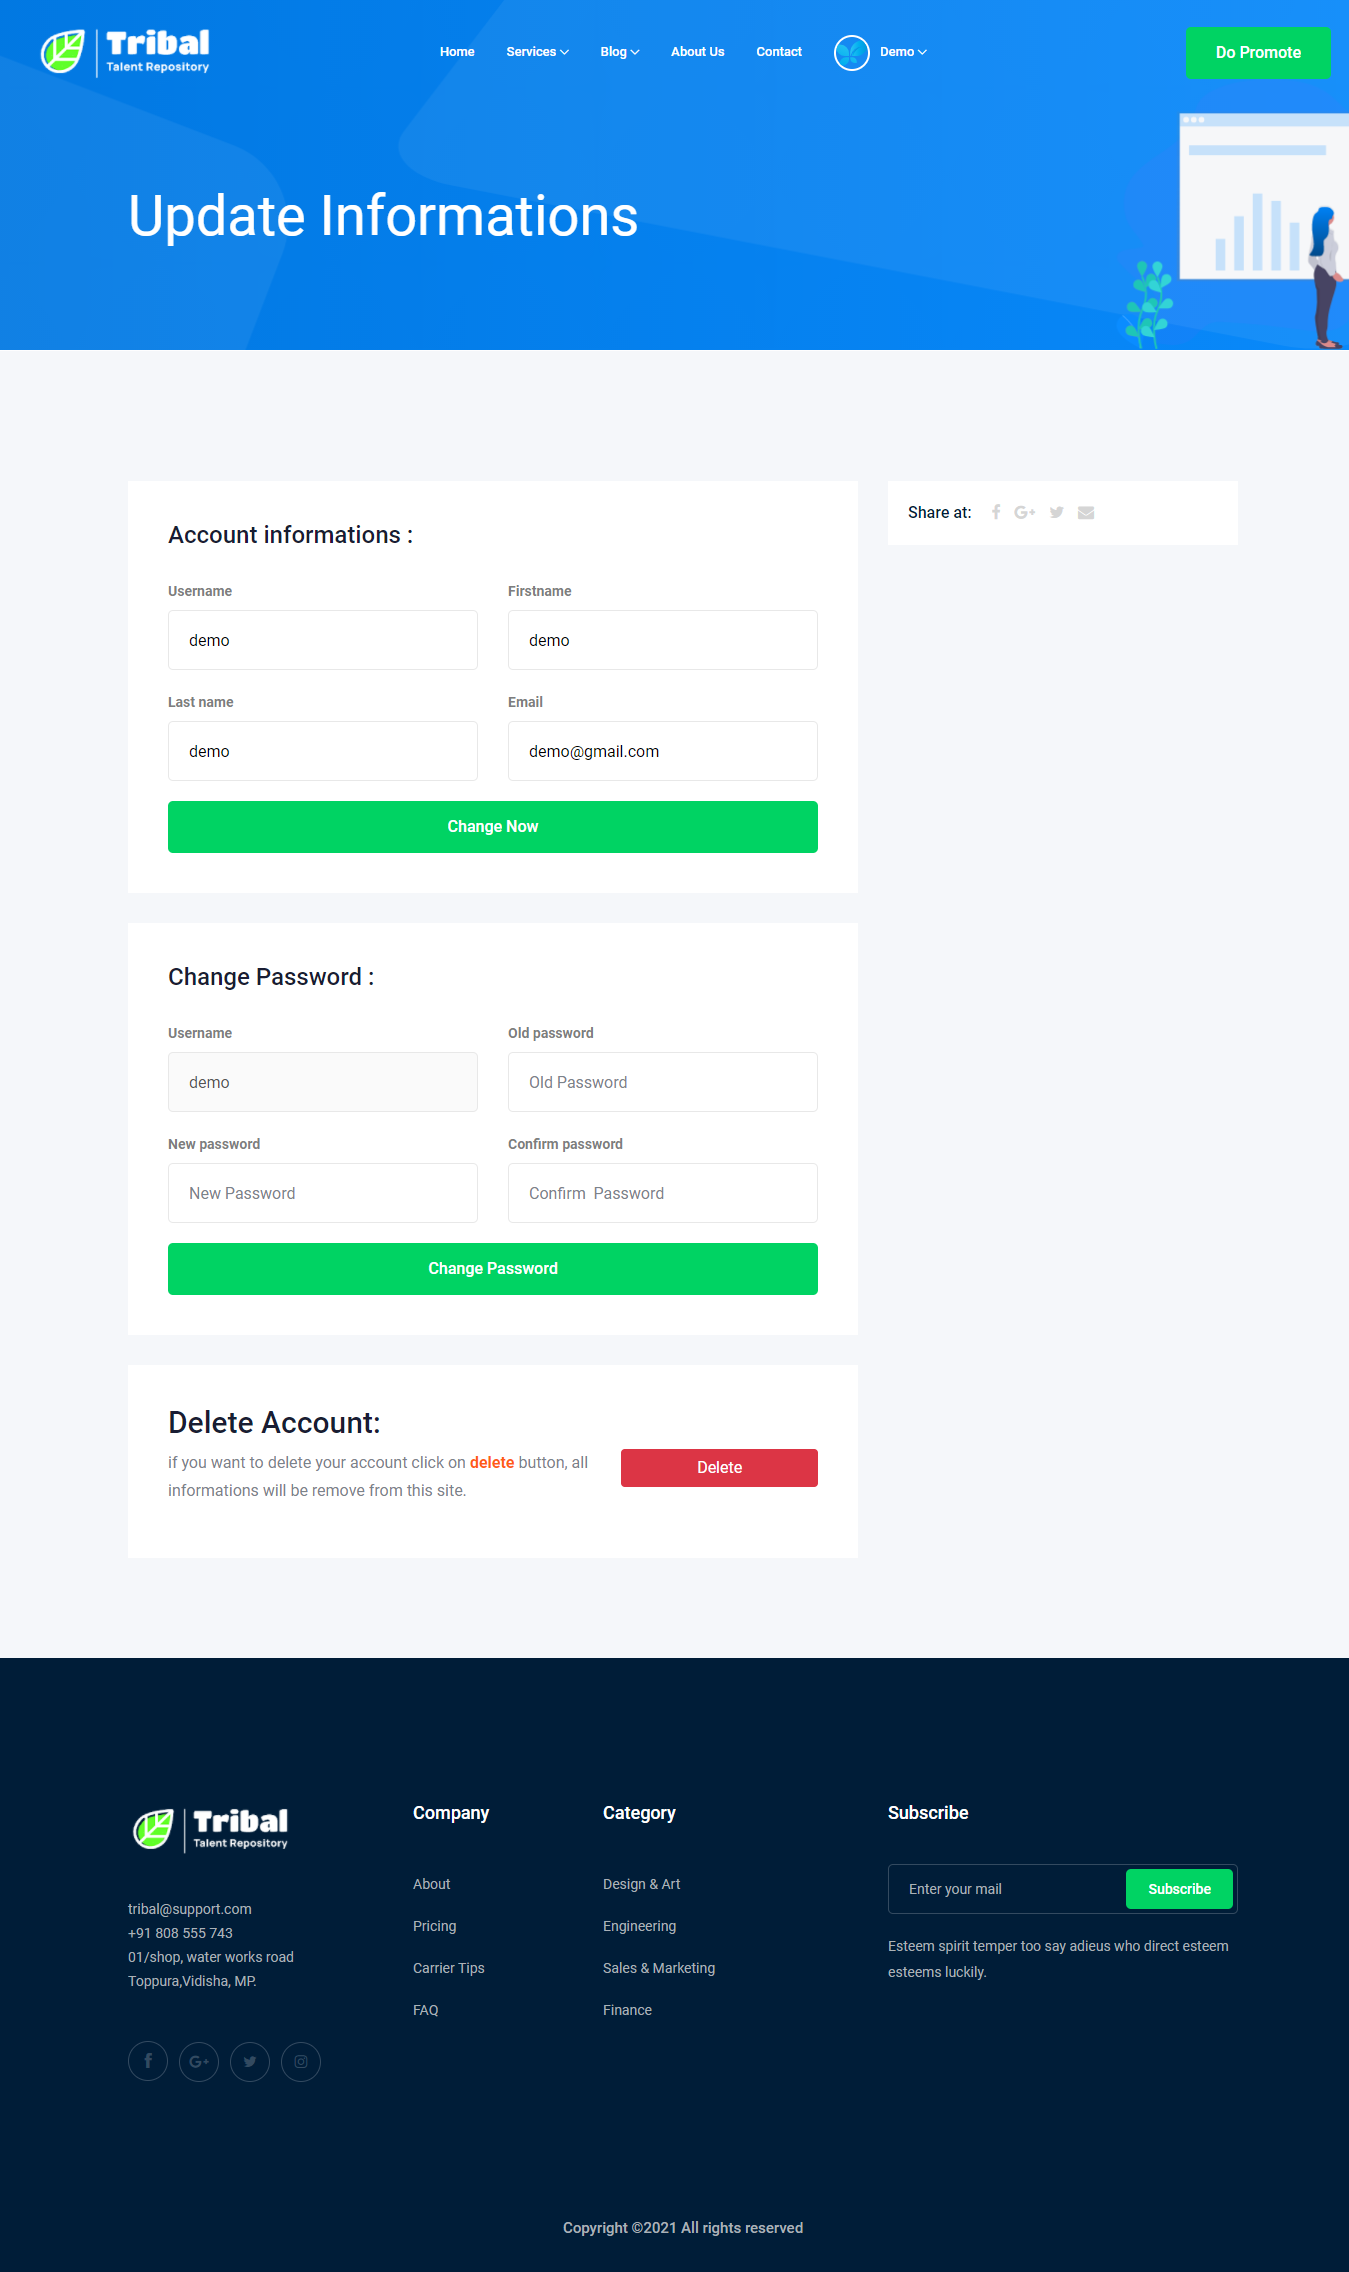 Tribal
Talent Repository
Home Services Blog About Us Contact Demo
Do Promote
Update Informations
Account informations :
Share at:
Username Firstname
demo demo
Last name Email
demo demo@gmail.com
Change Now
Change Password :
Username Old password
demo Old Password
New password Confirm password
New Password Confirm  Password
Change Password
Delete Account:
if you want to delete your account click on delete button, all
informations will be remove from this site.
Delete
Tribal
Talent Repository
tribal@support.com
+91 808 555 743
01/shop, water works road
Toppura,Vidisha, MP.
Company
About
Pricing
Carrier Tips
FAQ
Category
Design & Art
Engineering
Sales & Marketing
Finance
Subscribe
Enter your mail Subscribe
Esteem spirit temper too say adieus who direct esteem
esteems luckily.
Copyright ©2021 All rights reserved